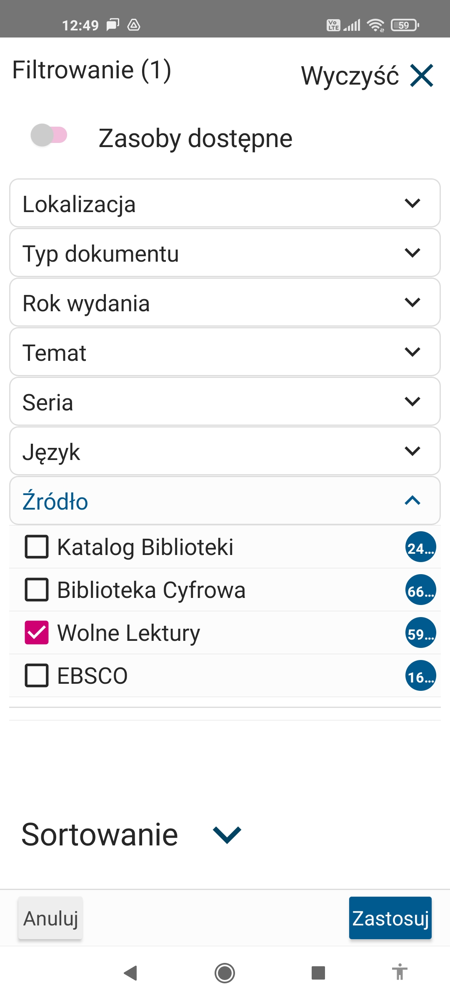 12:49 Vo LTE 59
Filtrowanie (1) Wyczyść
Zasoby dostępne
Lokalizacja
Typ dokumentu
Rok wydania
Temat
Seria
Język
Źródło
Katalog Biblioteki 24...
Biblioteka Cyfrowa 66...
Wolne Lektury 59...
EBSCO 16...
Sortowanie
Anuluj Zastosuj